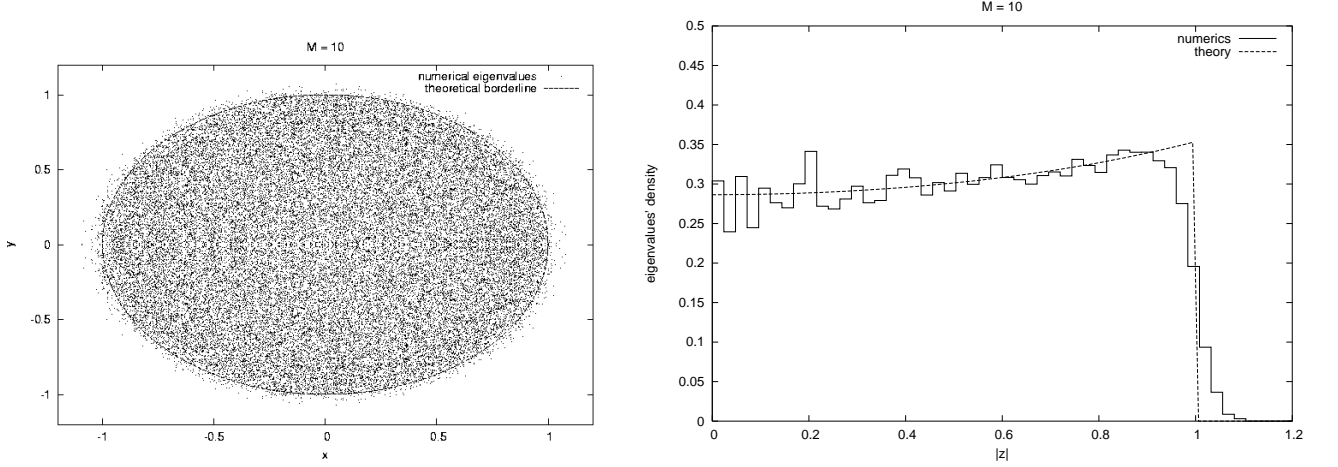 M = 10
numerical eigenvalues
theoretical borderline
1
0.5
0
-0.5
-1
y
-1
-0.5
0
0.5
1
x
M = 10
numerics
theory
0.5
0.45
0.4
0.35
0.3
0.25
0.2
0.15
0.1
0.05
0
eigenvalues' density
0
0.2
0.4
0.6
0.8
1
1.2
|z|